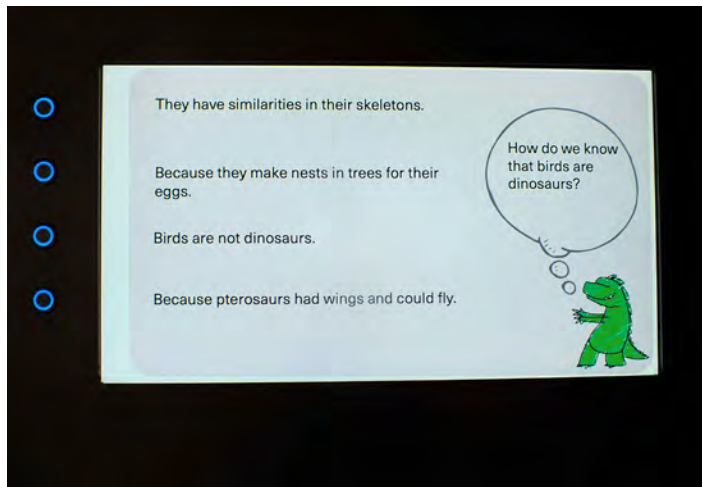 They have similarities in their skeletons.
Because they make nests in trees for their
eggs.
Birds are not dinosaurs.
Because pterosaurs had wings and could fly.
How do we know
that birds are
dinosaurs?